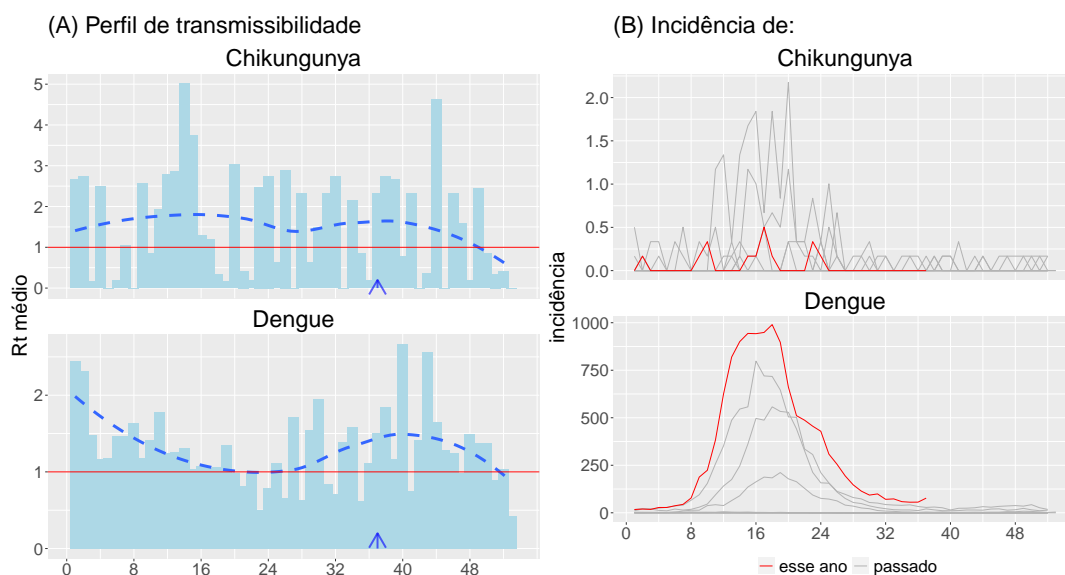 (A) Perfil de transmissibilidade
Chikungunya
5
4
3
2
1
0
Dengue
2
1
0
Rt médio
0 8 16 24 32 40 48
(B) Incidência de:
Chikungunya
2.0
1.5
1.0
0.5
0.0
Dengue
1000
750
500
250
0
incidência
0 8 16 24 32 40 48
esse ano passado